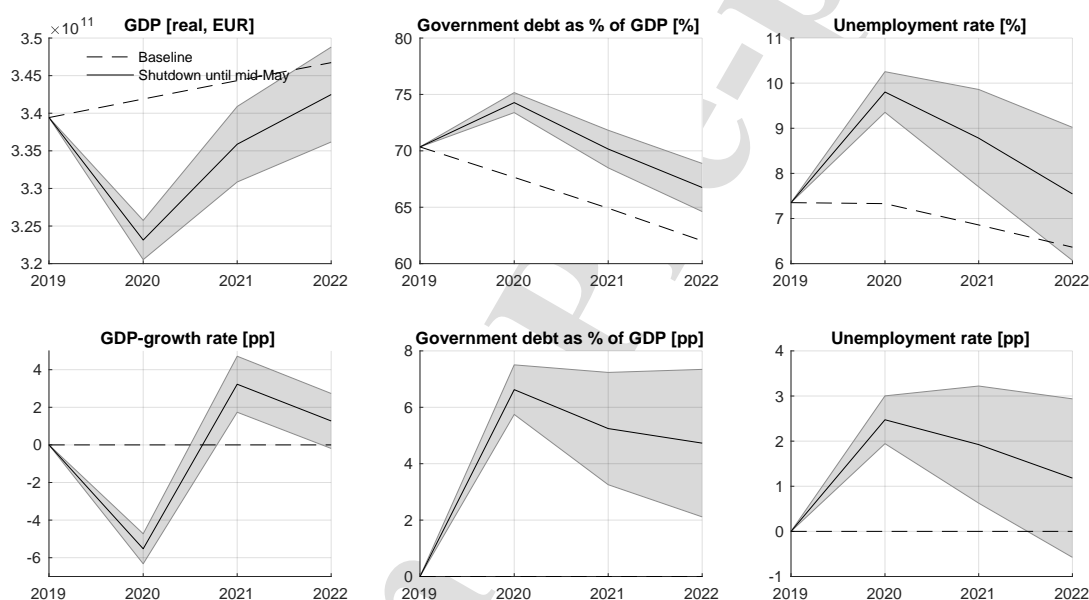 GDP [real, EUR]
×10^11
3.5
3.45
3.4
3.35
3.3
3.25
3.2
2019 2020 2021 2022
Baseline
Shutdown until mid-May
Government debt as % of GDP [%]
80
75
70
65
60
2019 2020 2021 2022
Unemployment rate [%]
11
10
9
8
7
6
2019 2020 2021 2022
GDP-growth rate [pp]
4
2
0
-2
-4
-6
2019 2020 2021 2022
Government debt as % of GDP [pp]
8
6
4
2
0
2019 2020 2021 2022
Unemployment rate [pp]
4
3
2
1
0
-1
2019 2020 2021 2022